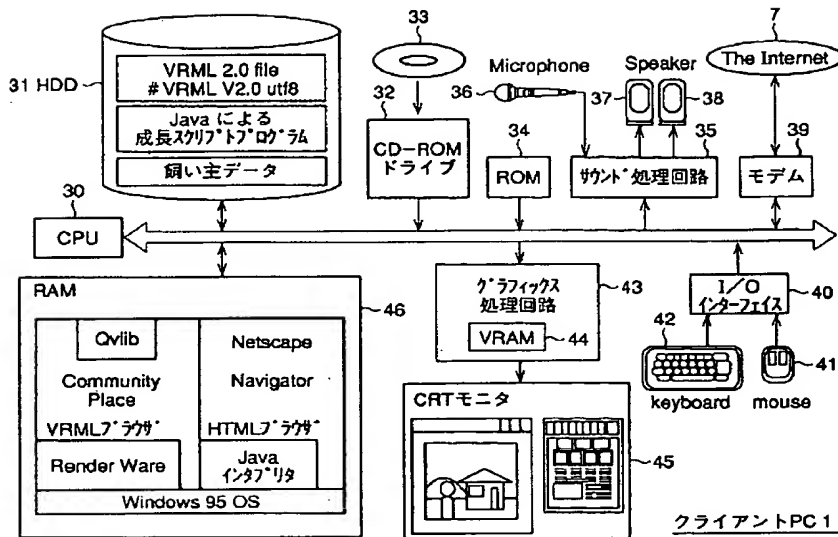 31 HDD
VRML 2.0 file
# VRML V2.0 utf8
Java による
成長スクリプトプログラム
飼い主データ
33
32
CD-ROM
ドライブ
Microphone
36
34
ROM
Speaker
37
38
35
サウンド処理回路
7
The Internet
39
モデム
30
CPU
RAM
46
Qvlib
Community
Place
VRMLブラウザ
Render Ware
Netscape
Navigator
HTMLブラウザ
Java
インタプリタ
Windows 95 OS
グラフィックス
処理回路
43
VRAM
44
CRTモニタ
45
I/O
インターフェイス
40
42
keyboard
41
mouse
クライアントPC 1